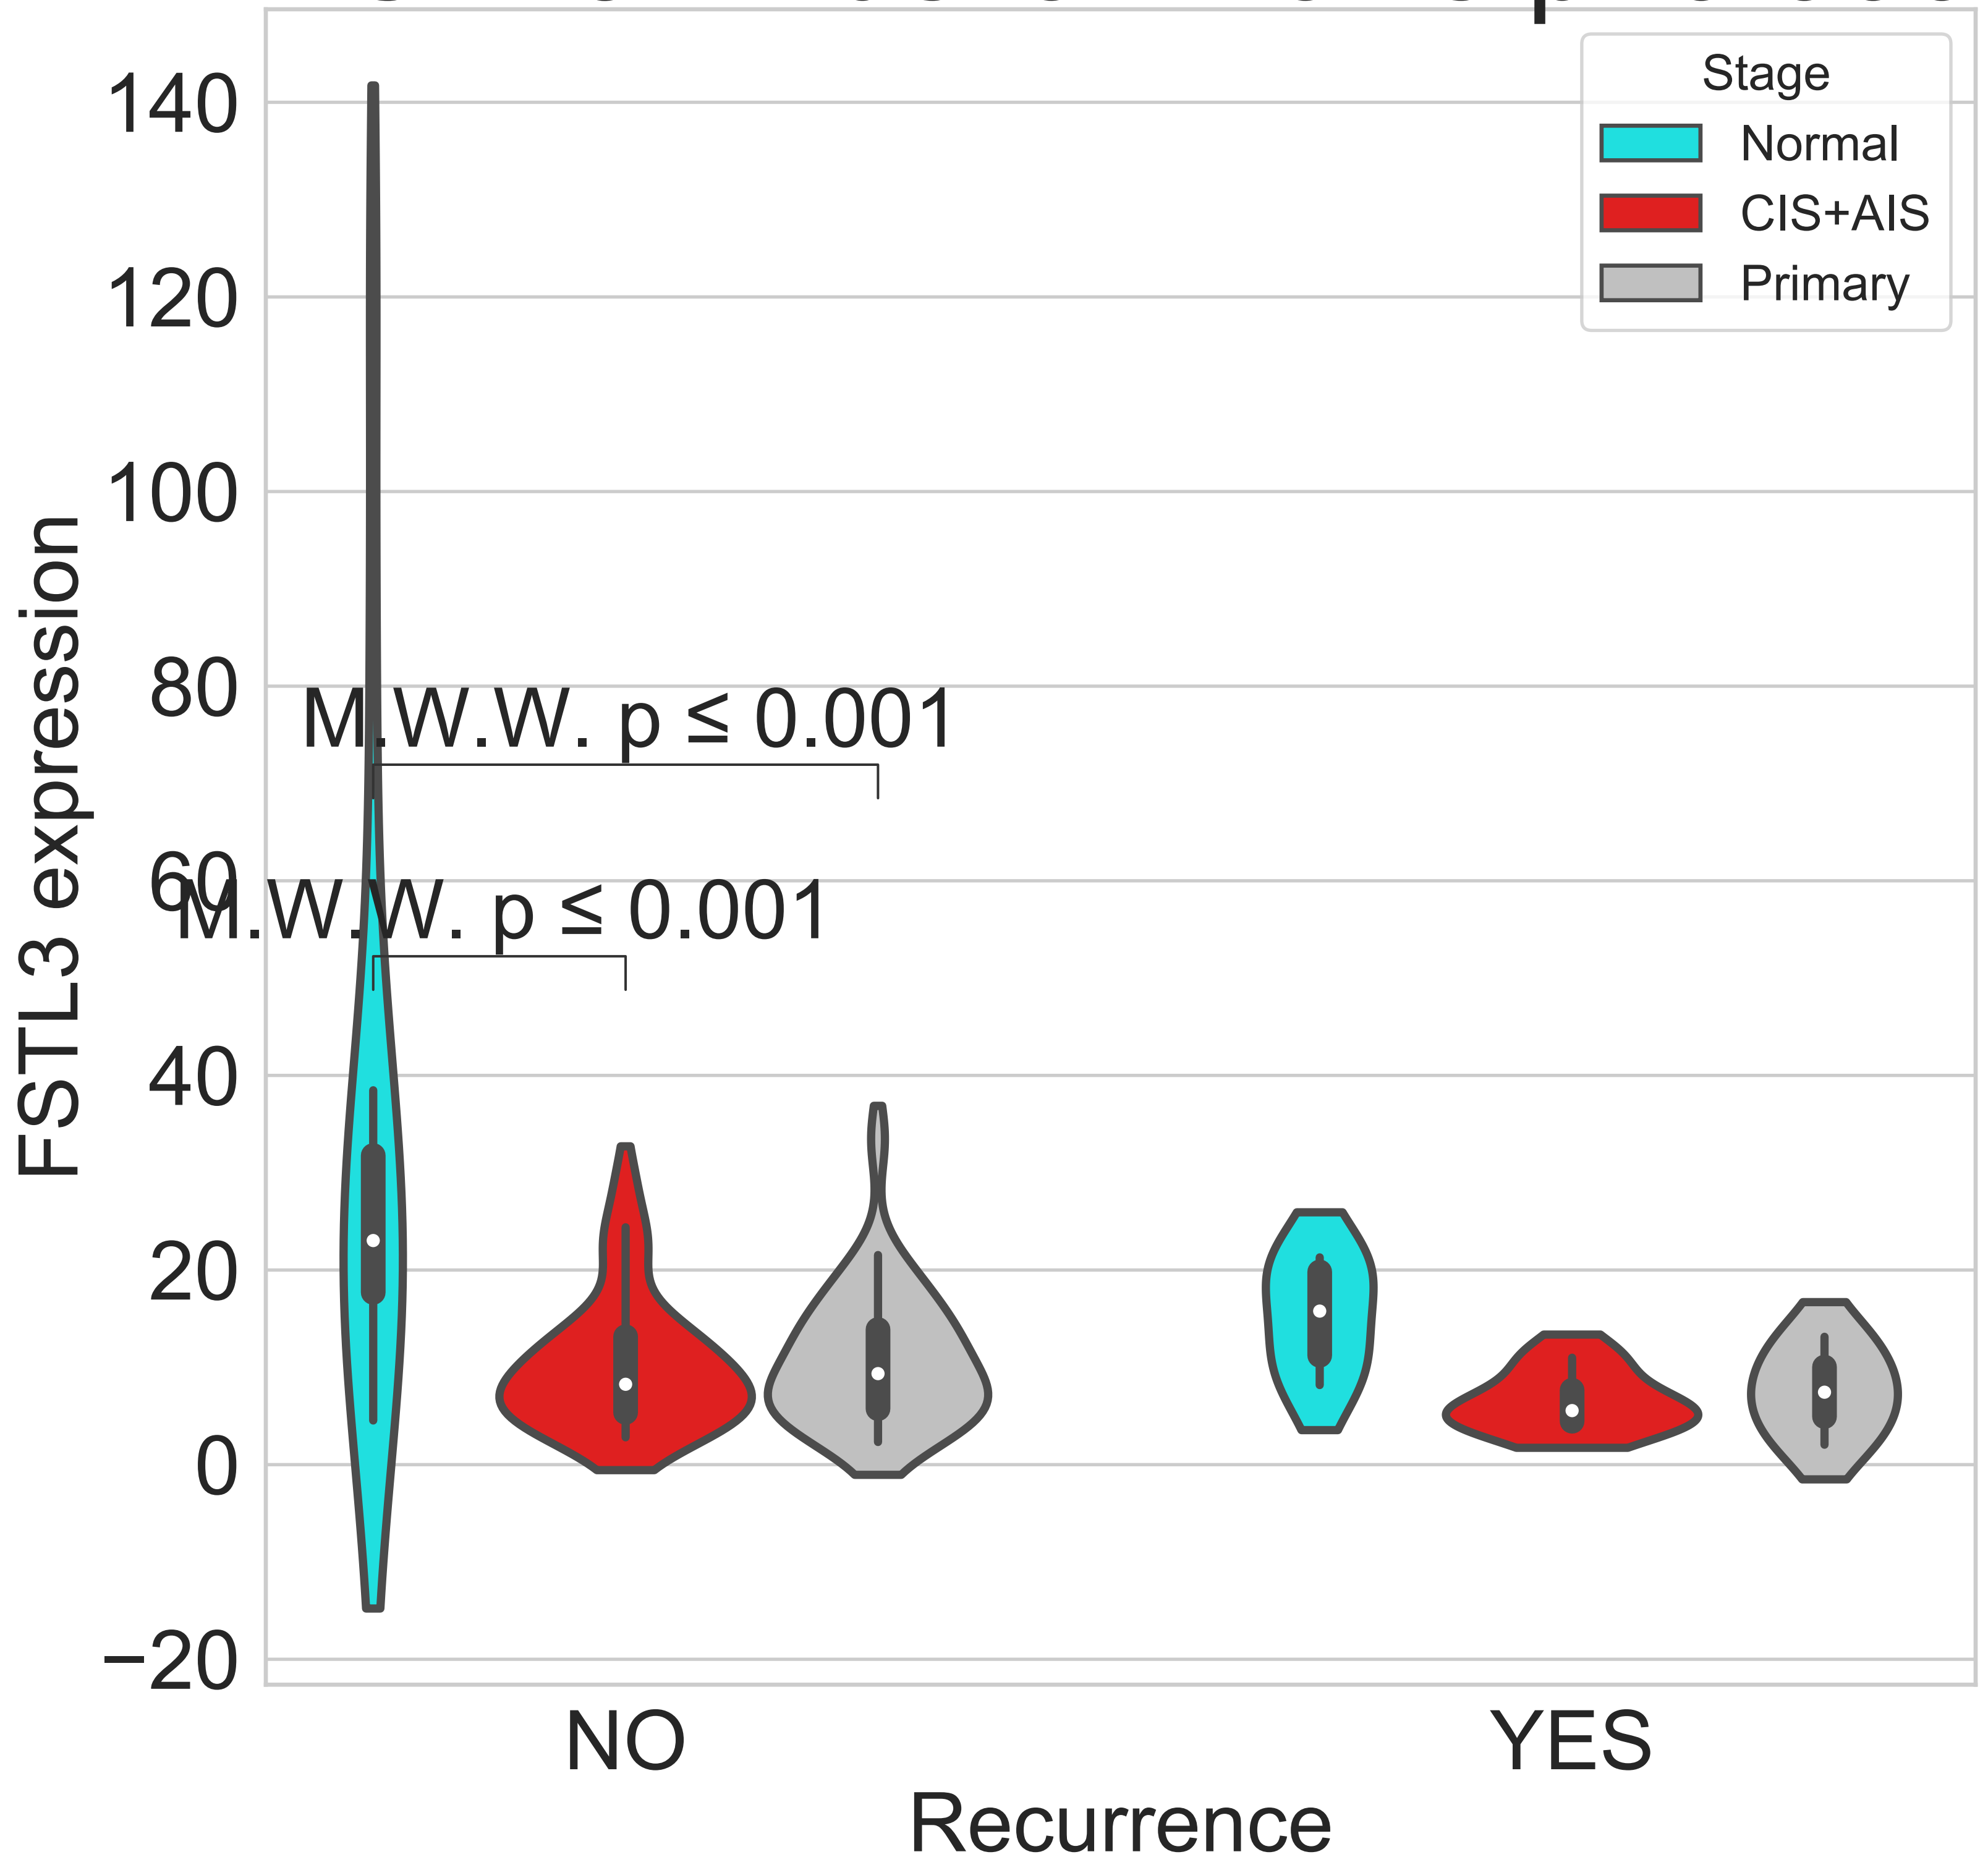 Stage
Normal
CIS+AIS
Primary
140
120
100
80
60
40
20
0
−20
FSTL3 expression
M.W.W. p ≤ 0.001
M.W.W. p ≤ 0.001
NO
YES
Recurrence